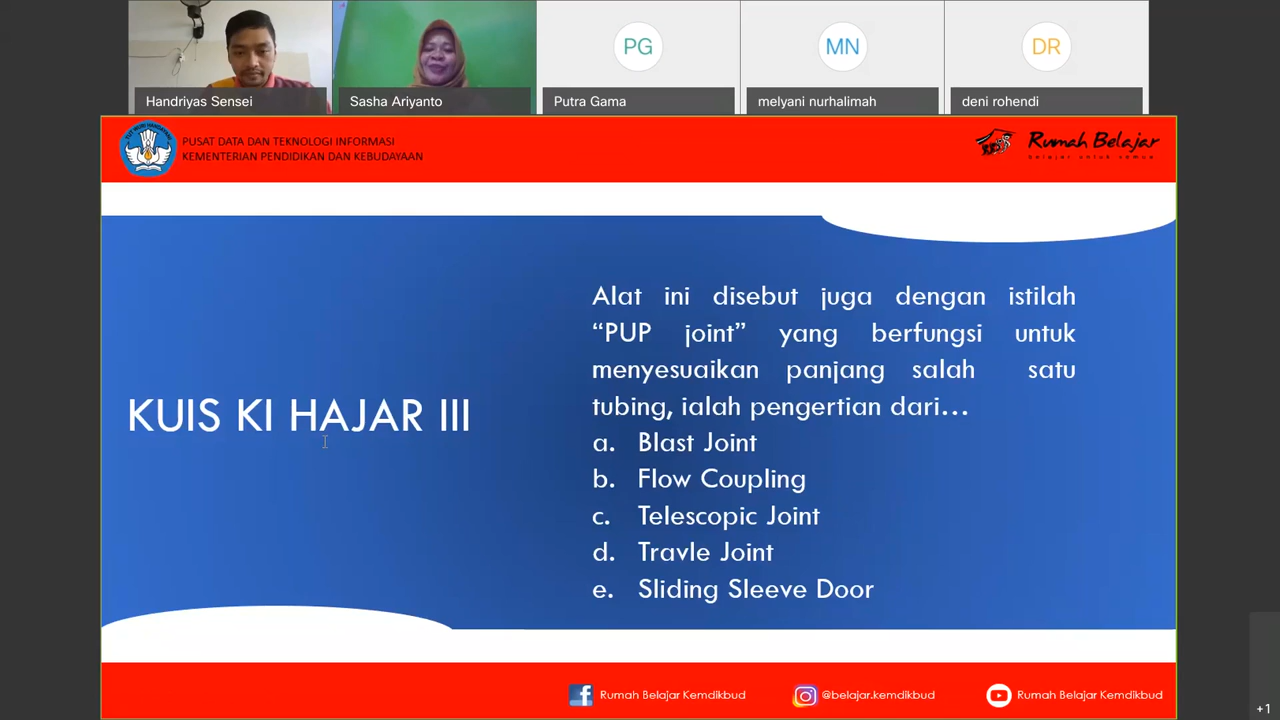 PG
MN
DR
Handriyas Sensei
Sasha Ariyanto
Putra Gama
melyani nurhalimah
deni rohendi
PUSAT DATA DAN TEKNOLOGI INFORMASI
KEMENTERIAN PENDIDIKAN DAN KEBUDAYAAN
Rumah Belajar
belajar untuk semua
KUIS KI HAJAR III
Alat ini disebut juga dengan istilah
“PUP joint” yang berfungsi untuk
menyesuaikan panjang salah satu
tubing, ialah pengertian dari...
a. Blast Joint
b. Flow Coupling
c. Telescopic Joint
d. Travle Joint
e. Sliding Sleeve Door
Rumah Belajar Kemdikbud
@belajar.kemdikbud
Rumah Belajar Kemdikbud
+1